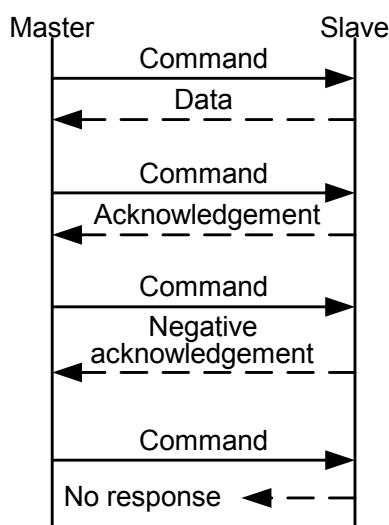 Master Slave
Command
Data
Command
Acknowledgement
Command
Negative
acknowledgement
Command
No response